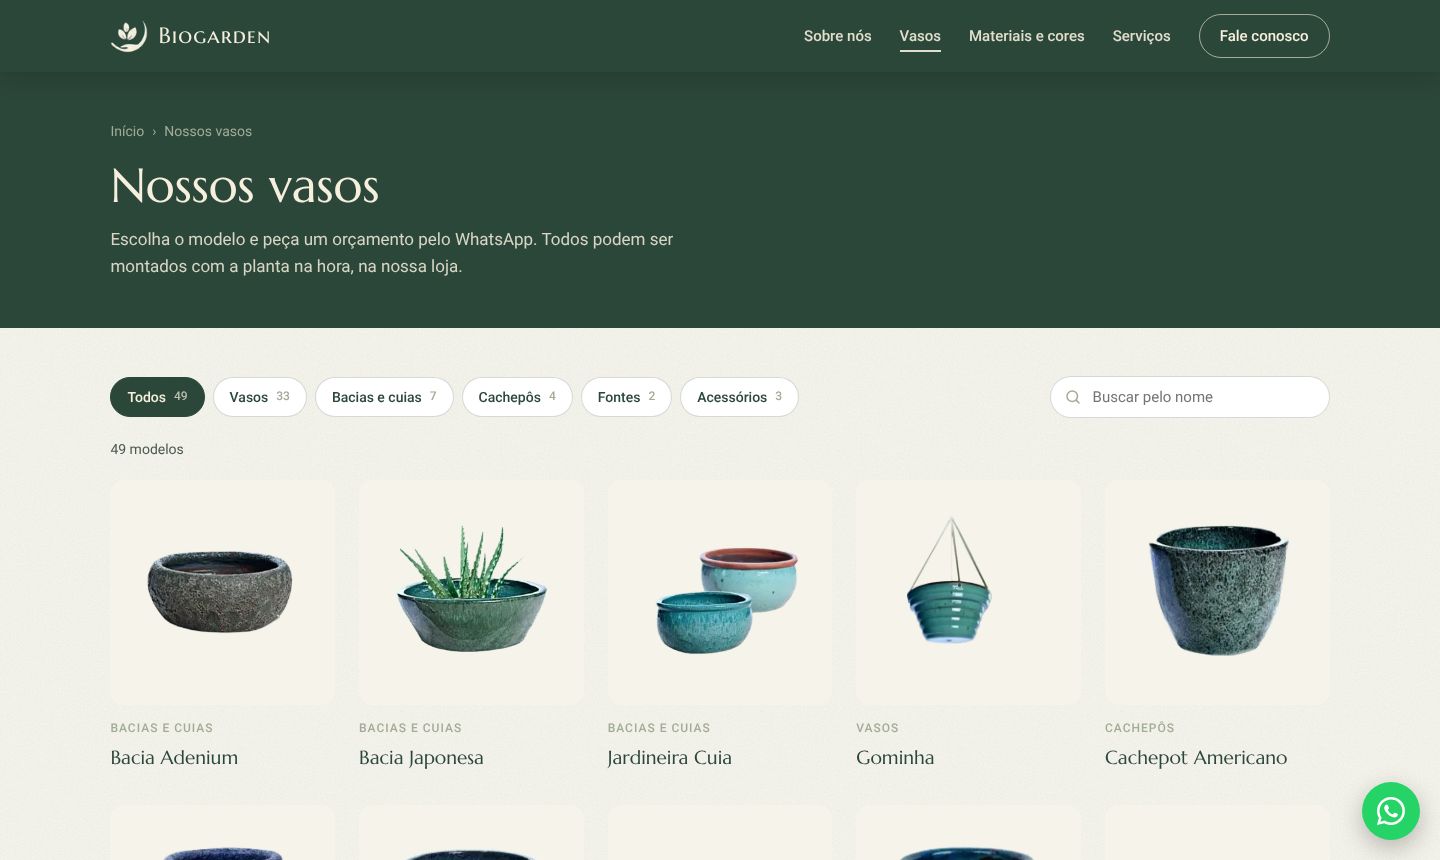 Biogarden
Sobre nós
Vasos
Materiais e cores
Serviços
Fale conosco
Início › Nossos vasos
Nossos vasos
Escolha o modelo e peça um orçamento pelo WhatsApp. Todos podem ser
montados com a planta na hora, na nossa loja.
Todos 49
Vasos 33
Bacias e cuias 7
Cachepôs 4
Fontes 2
Acessórios 3
Buscar pelo nome
49 modelos
BACIAS E CUIAS
Bacia Adenium
BACIAS E CUIAS
Bacia Japonesa
BACIAS E CUIAS
Jardineira Cuia
VASOS
Gominha
CACHEPÔS
Cachepot Americano